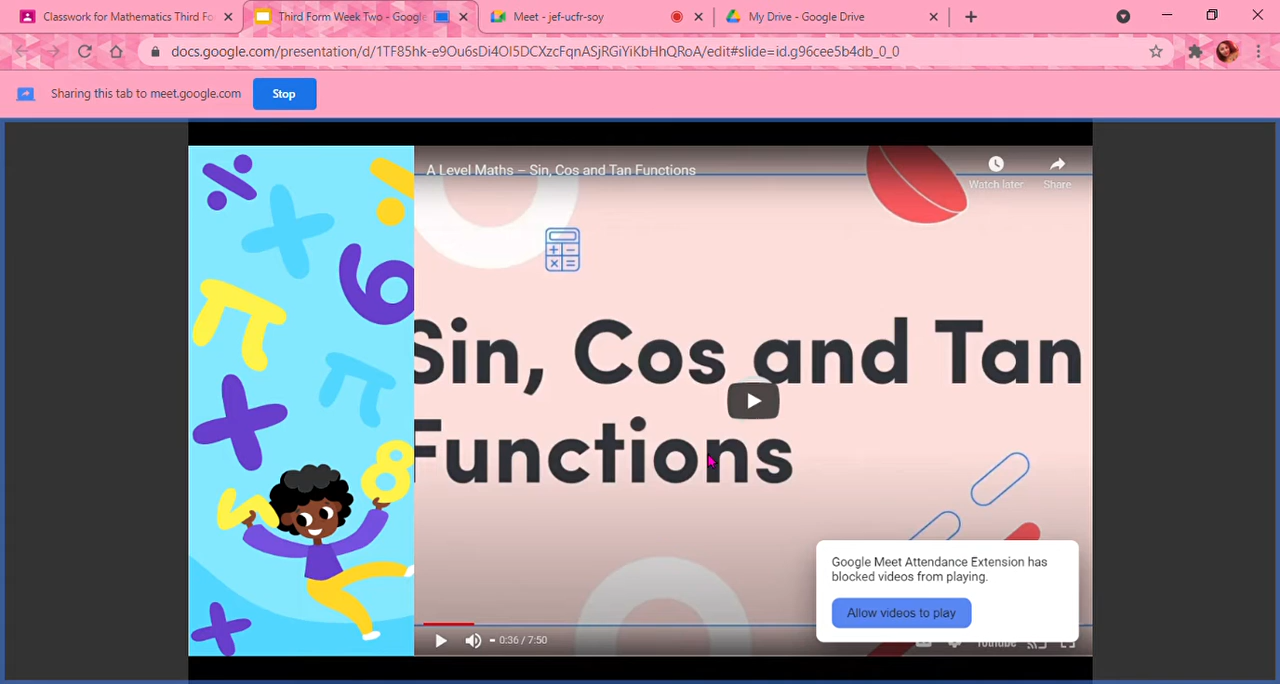 Classwork for Mathematics Third Fo
Third Form Week Two - Google
Meet - jef-ucfr-soy
My Drive - Google Drive
docs.google.com/presentation/d/1TF85hk-e9Ou6sDi4Ol5DCXzcFqnASjRGiYiKbHhQRoA/edit#slide=id.g96cee5b4db_0_0
Sharing this tab to meet.google.com
Stop
A Level Maths – Sin, Cos and Tan Functions
Watch later
Share
Sin, Cos and Tan
Functions
Google Meet Attendance Extension has
blocked videos from playing.
Allow videos to play
0:36 / 7:50
YouTube